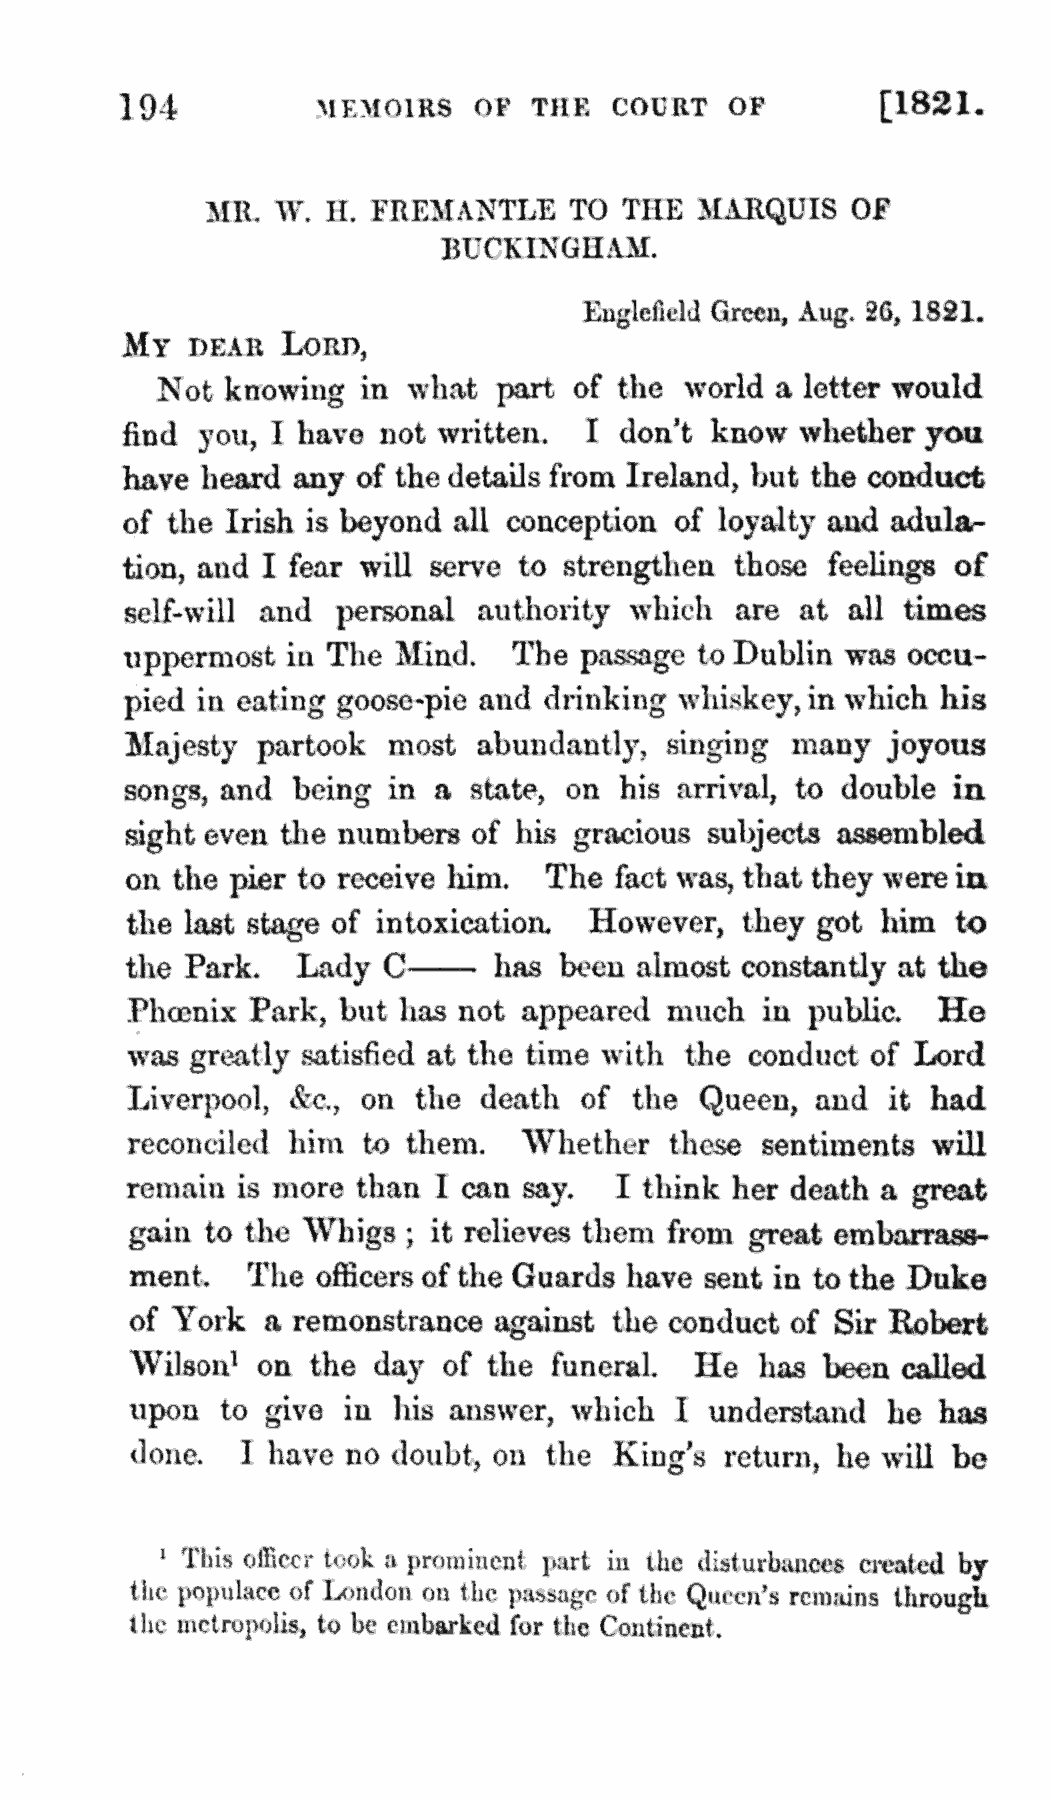 194 MEMOIRS OF THE COURT OF [1821.
MR. W. H. FREMANTLE TO THE MARQUIS OF
BUCKINGHAM.
Englefield Green, Aug. 26, 1821.
MY DEAR LORD,
Not knowing in what part of the world a letter would
find you, I have not written. I don't know whether you
have heard any of the details from Ireland, but the conduct
of the Irish is beyond all conception of loyalty and adula-
tion, and I fear will serve to strengthen those feelings of
self-will and personal authority which are at all times
uppermost in The Mind. The passage to Dublin was occu-
pied in eating goose-pie and drinking whiskey, in which his
Majesty partook most abundantly, singing many joyous
songs, and being in a state, on his arrival, to double in
sight even the numbers of his gracious subjects assembled
on the pier to receive him. The fact was, that they were in
the last stage of intoxication. However, they got him to
the Park. Lady C—— has been almost constantly at the
Phœnix Park, but has not appeared much in public. He
was greatly satisfied at the time with the conduct of Lord
Liverpool, &c., on the death of the Queen, and it had
reconciled him to them. Whether these sentiments will
remain is more than I can say. I think her death a great
gain to the Whigs ; it relieves them from great embarrass-
ment. The officers of the Guards have sent in to the Duke
of York a remonstrance against the conduct of Sir Robert
Wilson¹ on the day of the funeral. He has been called
upon to give in his answer, which I understand he has
done. I have no doubt, on the King's return, he will be
¹ This officer took a prominent part in the disturbances created by
the populace of London on the passage of the Queen's remains through
the metropolis, to be embarked for the Continent.